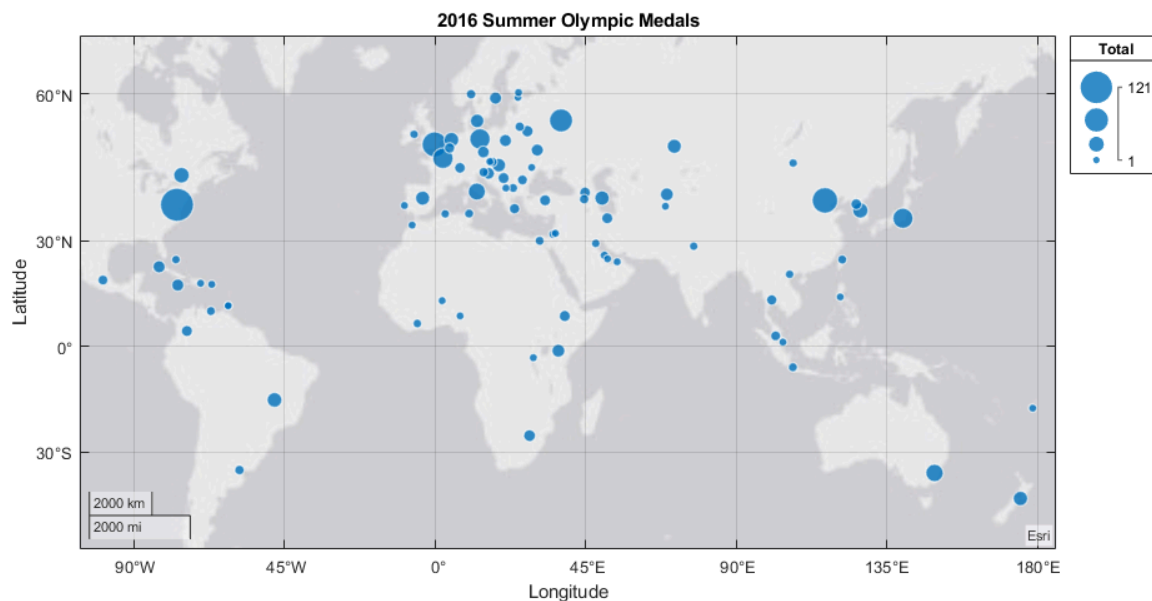 2016 Summer Olympic Medals
Total
121
1
60°N
30°N
0°
30°S
Latitude
2000 km
2000 mi
Esri
90°W
45°W
0°
45°E
90°E
135°E
180°E
Longitude